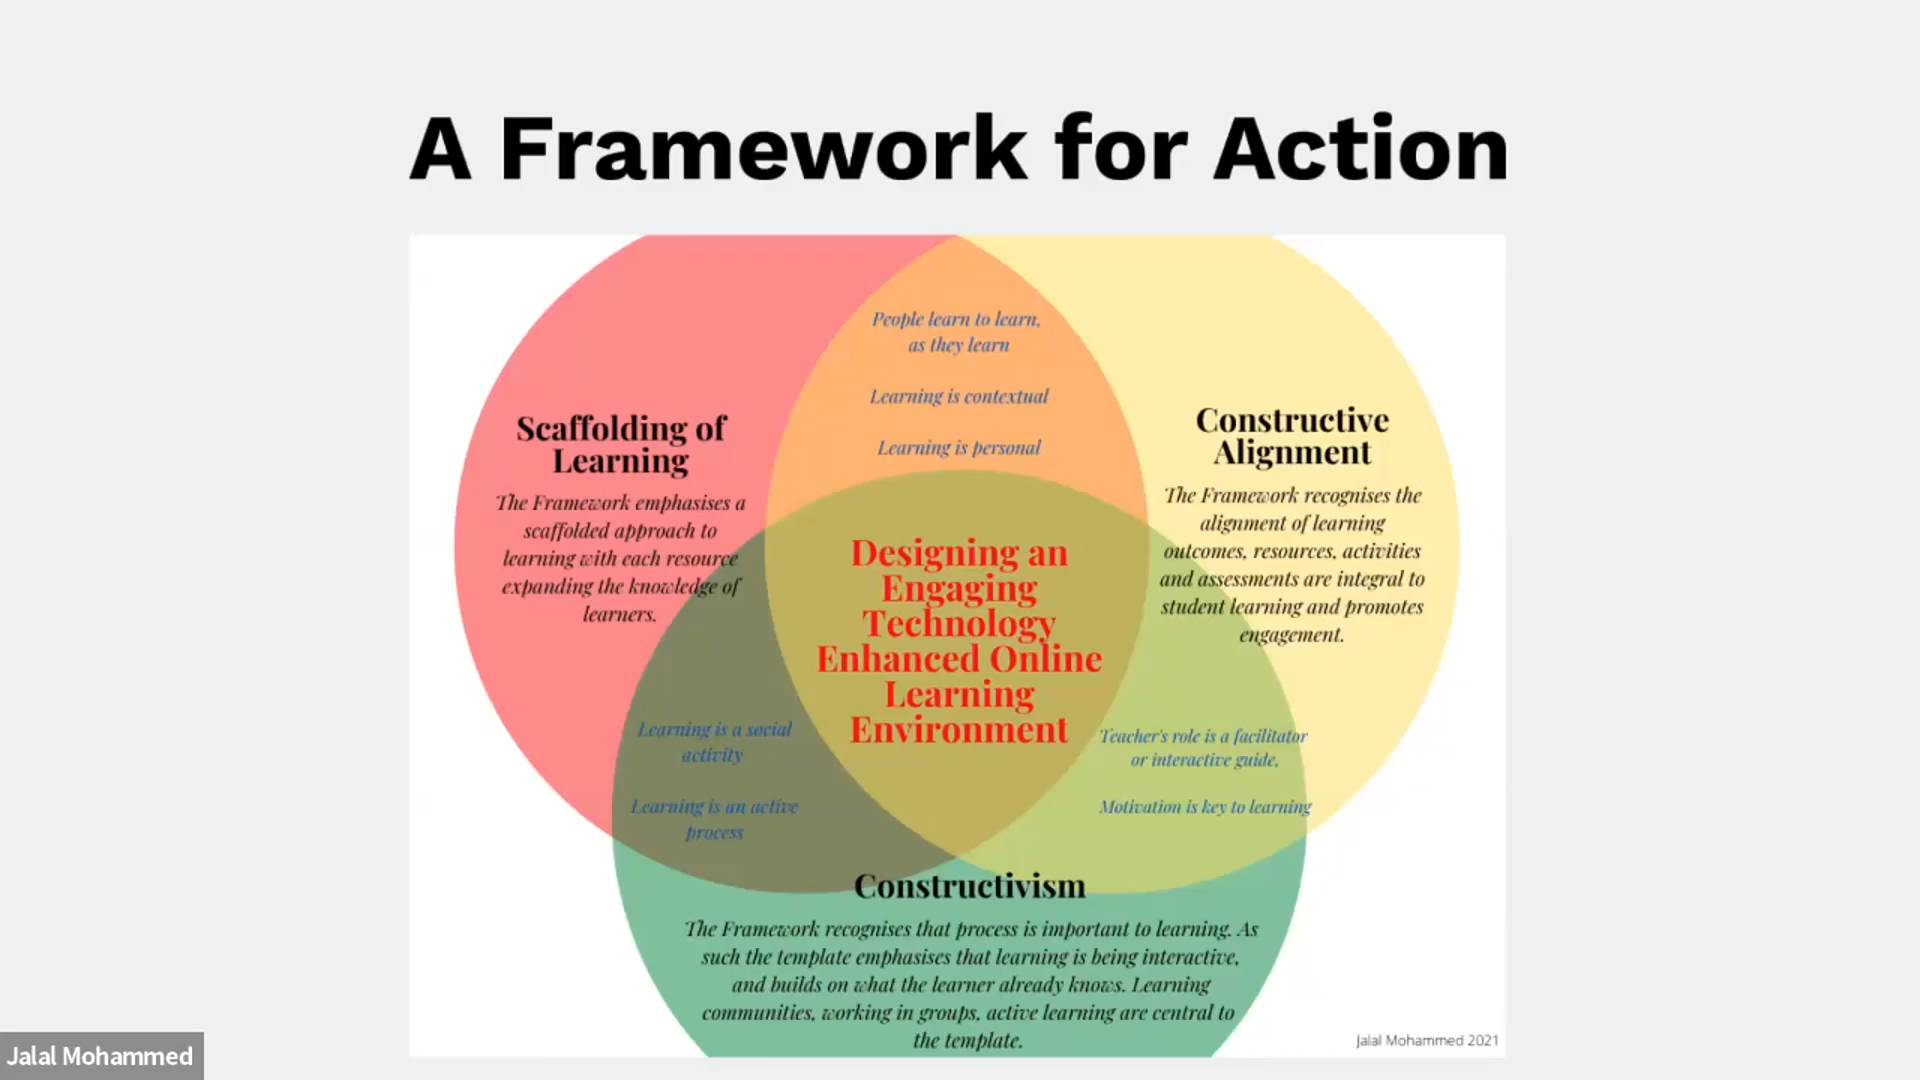 A Framework for Action
People learn to learn,
as they learn
Learning is contextual
Learning is personal
Scaffolding of
Learning
The Framework emphasises a
scaffolded approach to
learning with each resource
expanding the knowledge of
learners.
Constructive
Alignment
The Framework recognises the
alignment of learning
outcomes, resources, activities
and assessments are integral to
student learning and promotes
engagement.
Designing an
Engaging
Technology
Enhanced Online
Learning
Environment
Learning is a social
activity
Learning is an active
process
Teacher's role is a facilitator
or interactive guide,
Motivation is key to learning
Constructivism
The Framework recognises that process is important to learning. As
such the template emphasises that learning is being interactive,
and builds on what the learner already knows. Learning
communities, working in groups, active learning are central to
the template.
Jalal Mohammed 2021
Jalal Mohammed